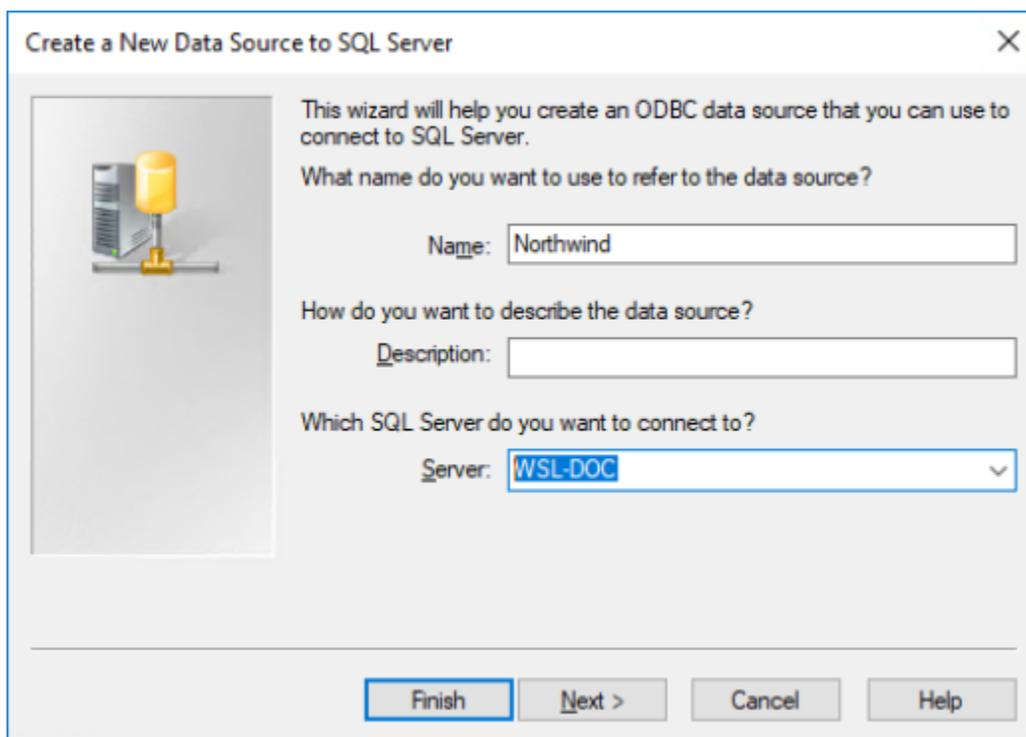 Create a New Data Source to SQL Server
This wizard will help you create an ODBC data source that you can use to
connect to SQL Server.
What name do you want to use to refer to the data source?
Name: Northwind
How do you want to describe the data source?
Description:
Which SQL Server do you want to connect to?
Server: WSL-DOC
Finish Next > Cancel Help